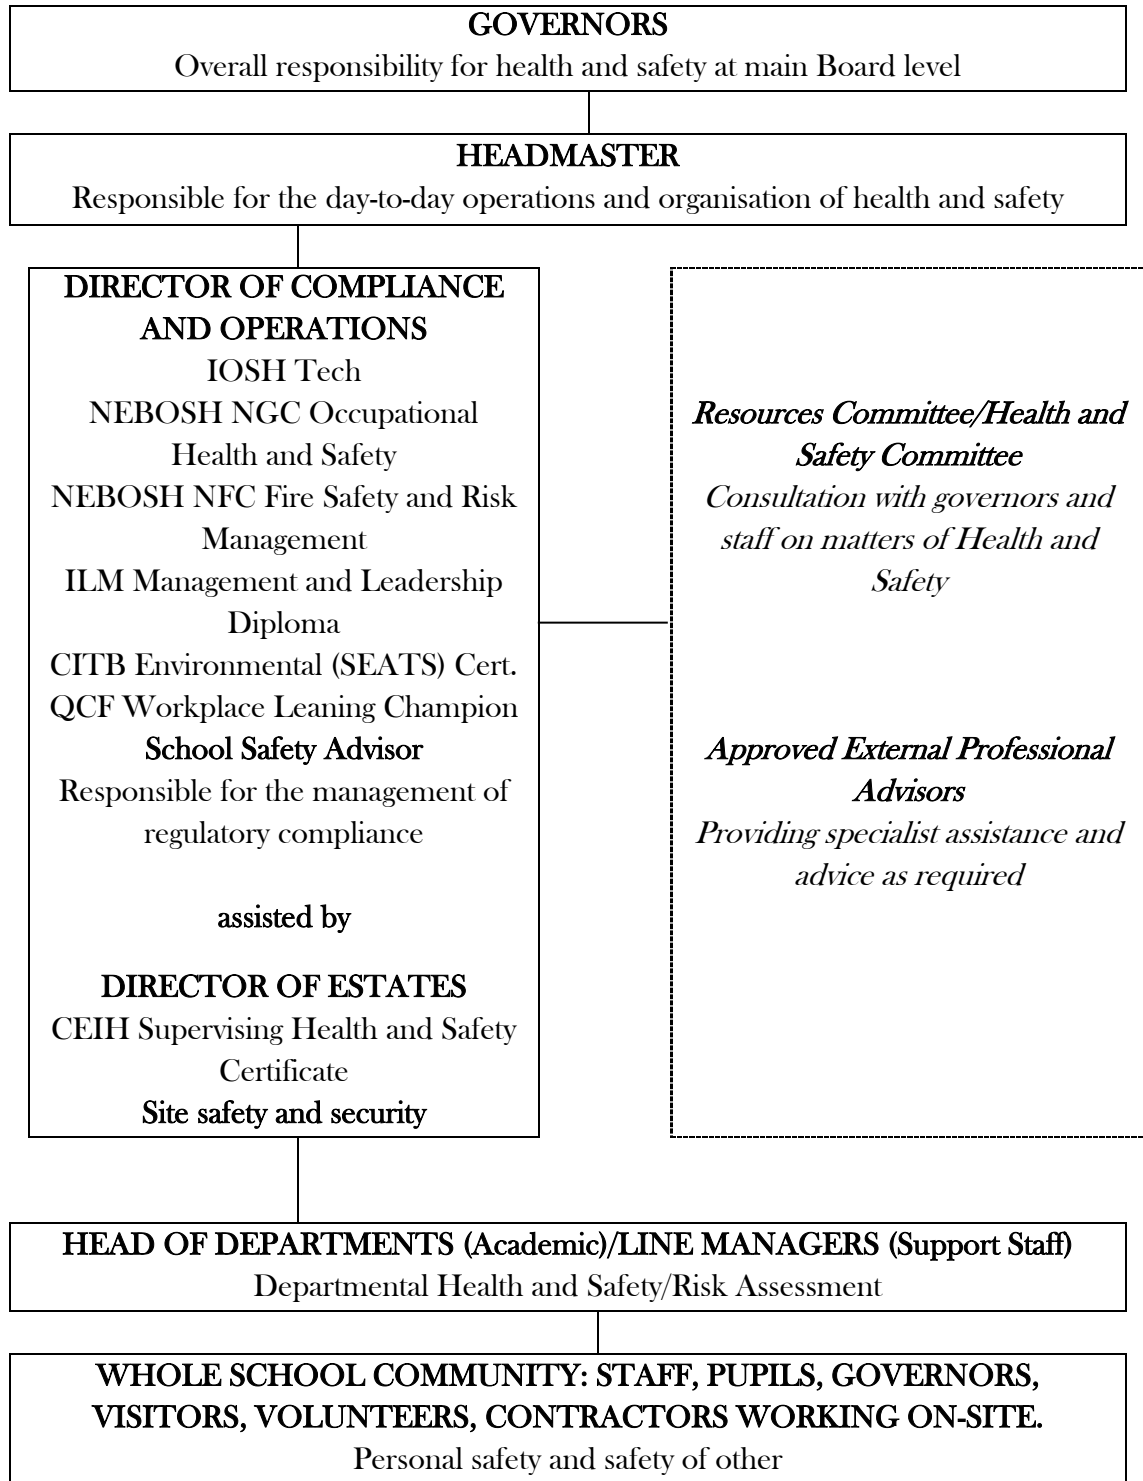 GOVERNORS
Overall responsibility for health and safety at main Board level
HEADMASTER
Responsible for the day-to-day operations and organisation of health and safety
DIRECTOR OF COMPLIANCE
AND OPERATIONS
IOSH Tech
NEBOSH NGC Occupational
Health and Safety
NEBOSH NFC Fire Safety and Risk
Management
ILM Management and Leadership
Diploma
CITB Environmental (SEATS) Cert.
QCF Workplace Leaning Champion
School Safety Advisor
Responsible for the management of
regulatory compliance
assisted by
DIRECTOR OF ESTATES
CEIH Supervising Health and Safety
Certificate
Site safety and security
Resources Committee/Health and
Safety Committee
Consultation with governors and
staff on matters of Health and
Safety
Approved External Professional
Advisors
Providing specialist assistance and
advice as required
HEAD OF DEPARTMENTS (Academic)/LINE MANAGERS (Support Staff)
Departmental Health and Safety/Risk Assessment
WHOLE SCHOOL COMMUNITY: STAFF, PUPILS, GOVERNORS,
VISITORS, VOLUNTEERS, CONTRACTORS WORKING ON-SITE.
Personal safety and safety of other